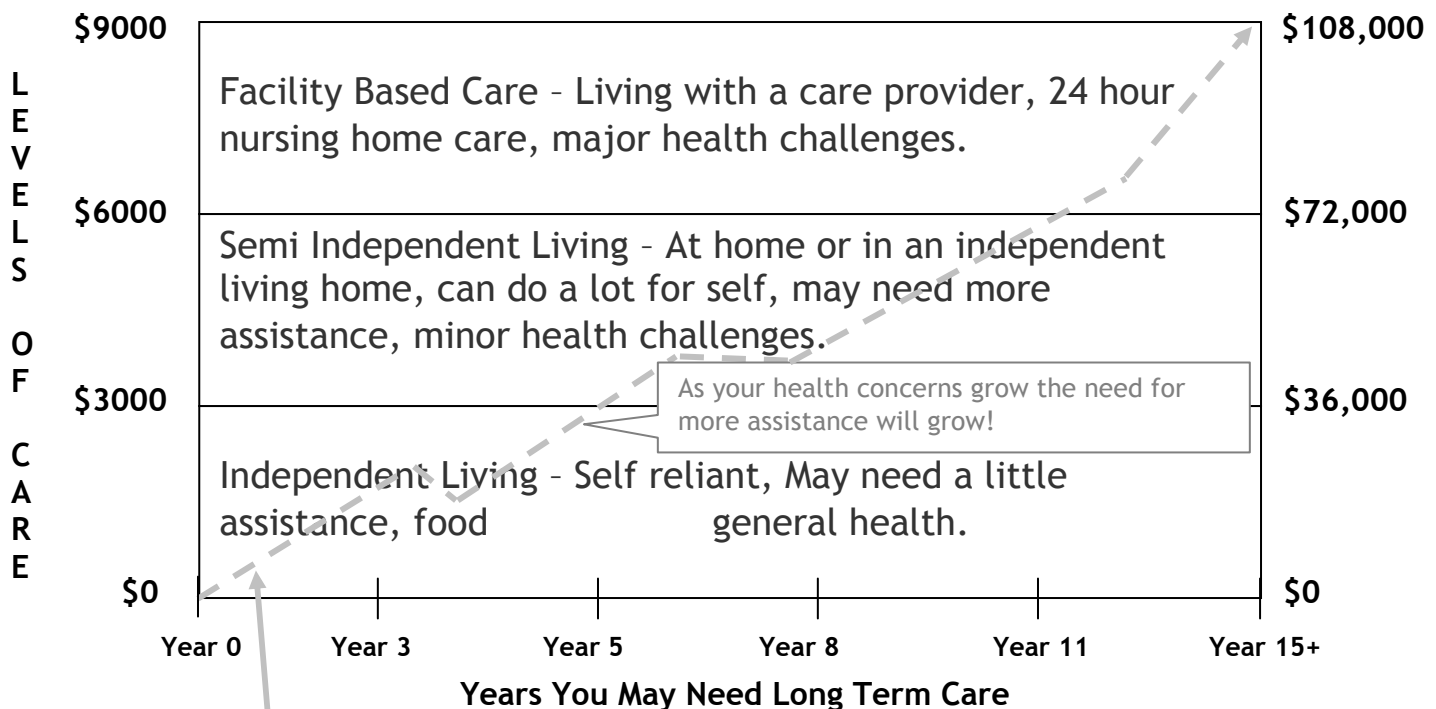 $9000
$108,000
LEVELS OF CARE
Facility Based Care – Living with a care provider, 24 hour
nursing home care, major health challenges.
$6000
$72,000
Semi Independent Living – At home or in an independent
living home, can do a lot for self, may need more
assistance, minor health challenges.
As your health concerns grow the need for
more assistance will grow!
$3000
$36,000
Independent Living – Self reliant, May need a little
assistance, food general health.
$0
$0
Year 0 Year 3 Year 5 Year 8 Year 11 Year 15+
Years You May Need Long Term Care